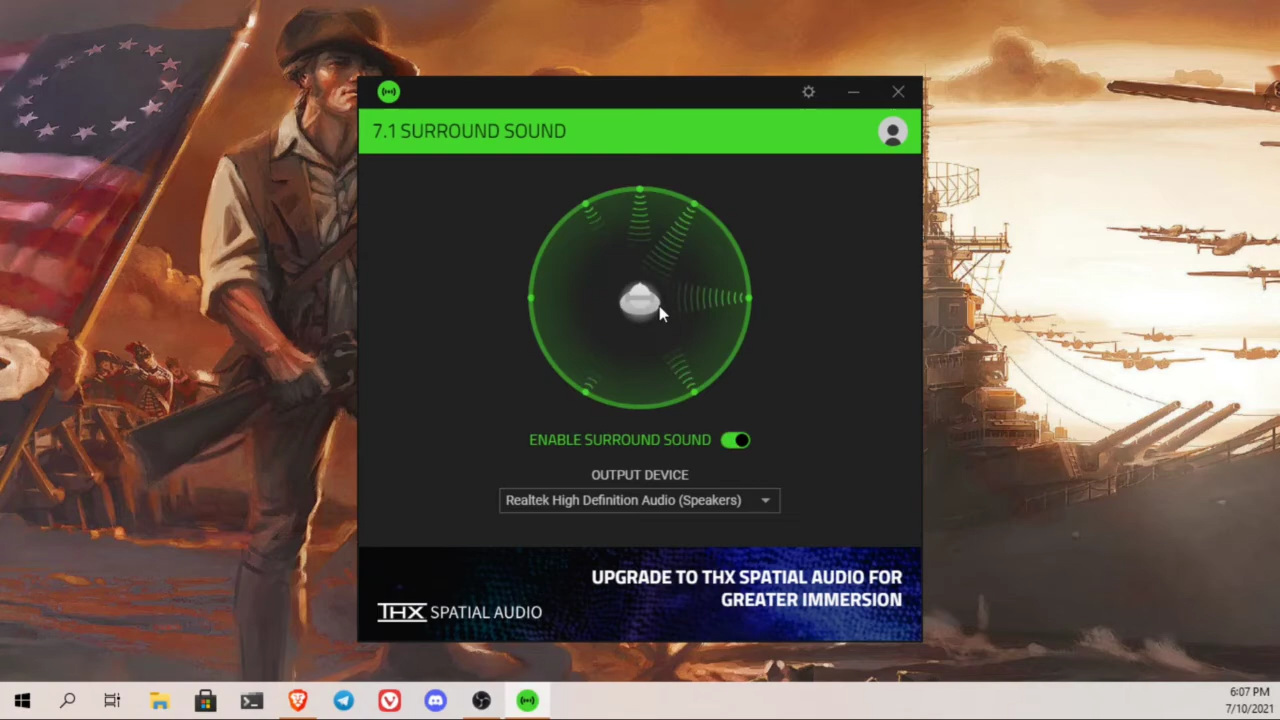 7.1 SURROUND SOUND
ENABLE SURROUND SOUND
OUTPUT DEVICE
Realtek High Definition Audio (Speakers)
UPGRADE TO THX SPATIAL AUDIO FOR
GREATER IMMERSION
THX SPATIAL AUDIO
6:07 PM
7/10/2021